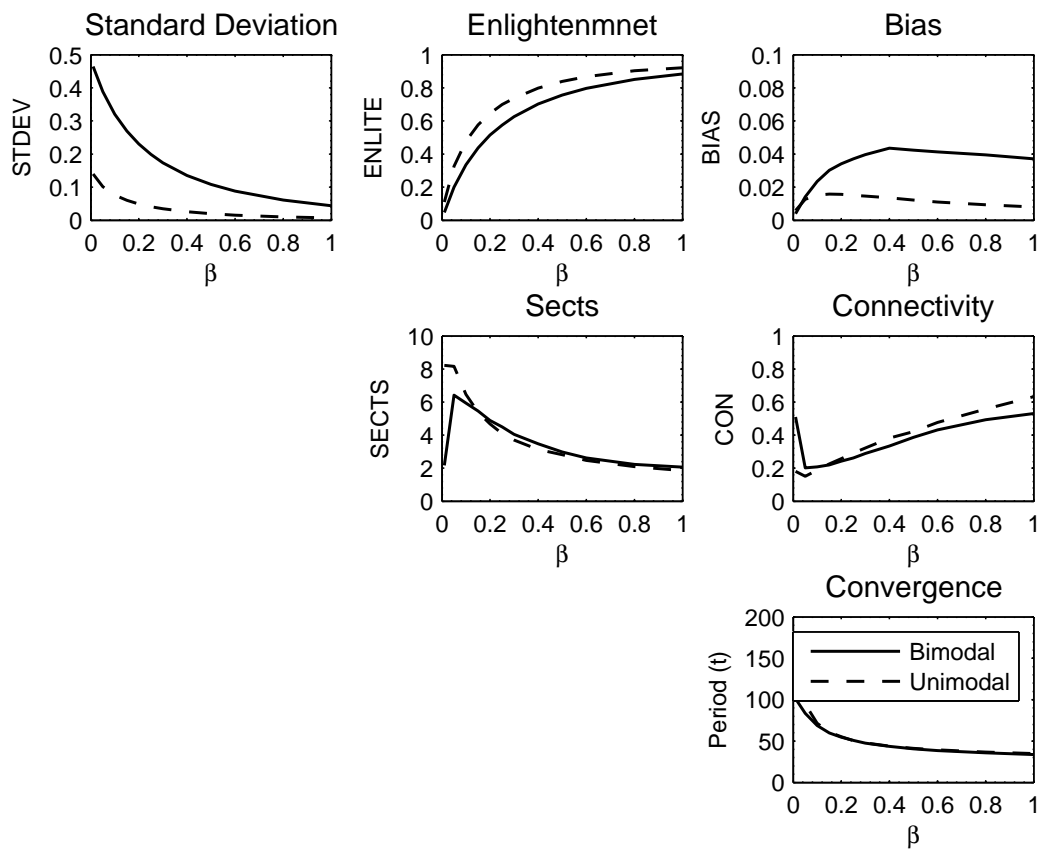 Standard Deviation
STDEV
0.5
0.4
0.3
0.2
0.1
0
0 0.2 0.4 0.6 0.8 1
β
Enlightenmnet
ENLITE
1
0.8
0.6
0.4
0.2
0
0 0.2 0.4 0.6 0.8 1
β
Bias
BIAS
0.1
0.08
0.06
0.04
0.02
0
0 0.2 0.4 0.6 0.8 1
β
Sects
SECTS
10
8
6
4
2
0
0 0.2 0.4 0.6 0.8 1
β
Connectivity
CON
1
0.8
0.6
0.4
0.2
0
0 0.2 0.4 0.6 0.8 1
β
Convergence
Period (t)
200
150
100
50
0
Bimodal
Unimodal
0 0.2 0.4 0.6 0.8 1
β